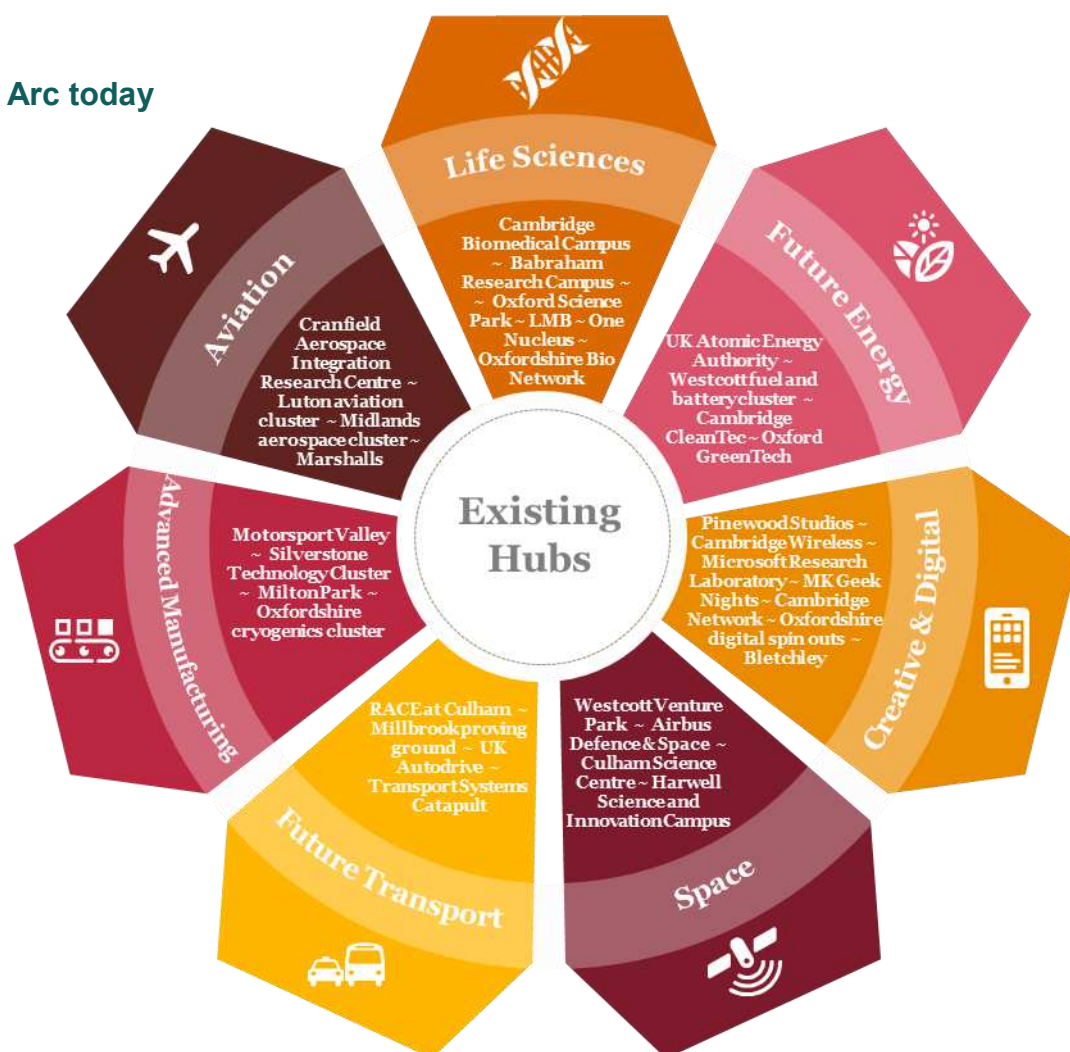 Arc today
Life Sciences
Cambridge
Biomedical Campus
~ Babraham
Research Campus ~
~ Oxford Science
Park ~ LMB ~ One
Nucleus ~
Oxfordshire Bio
Network
Future Energy
UK Atomic Energy
Authority ~
Westcott fuel and
battery cluster ~
Cambridge
CleanTec ~ Oxford
GreenTech
Creative & Digital
Pinewood Studios ~
Cambridge Wireless ~
Microsoft Research
Laboratory ~ MK Geek
Nights ~ Cambridge
Network ~ Oxfordshire
digital spin outs ~
Bletchley
Space
Westcott Venture
Park ~ Airbus
Defence & Space ~
Culham Science
Centre ~ Harwell
Science and
Innovation Campus
Future Transport
RACE at Culham ~
Millbrook proving
ground ~ UK
Autodrive ~
Transport Systems
Catapult
Advanced Manufacturing
Motorsport Valley
~ Silverstone
Technology Cluster
~ Milton Park ~
Oxfordshire
cryogenics cluster
Aviation
Cranfield
Aerospace
Integration
Research Centre ~
Luton aviation
cluster ~ Midlands
aerospace cluster ~
Marshalls
Existing
Hubs